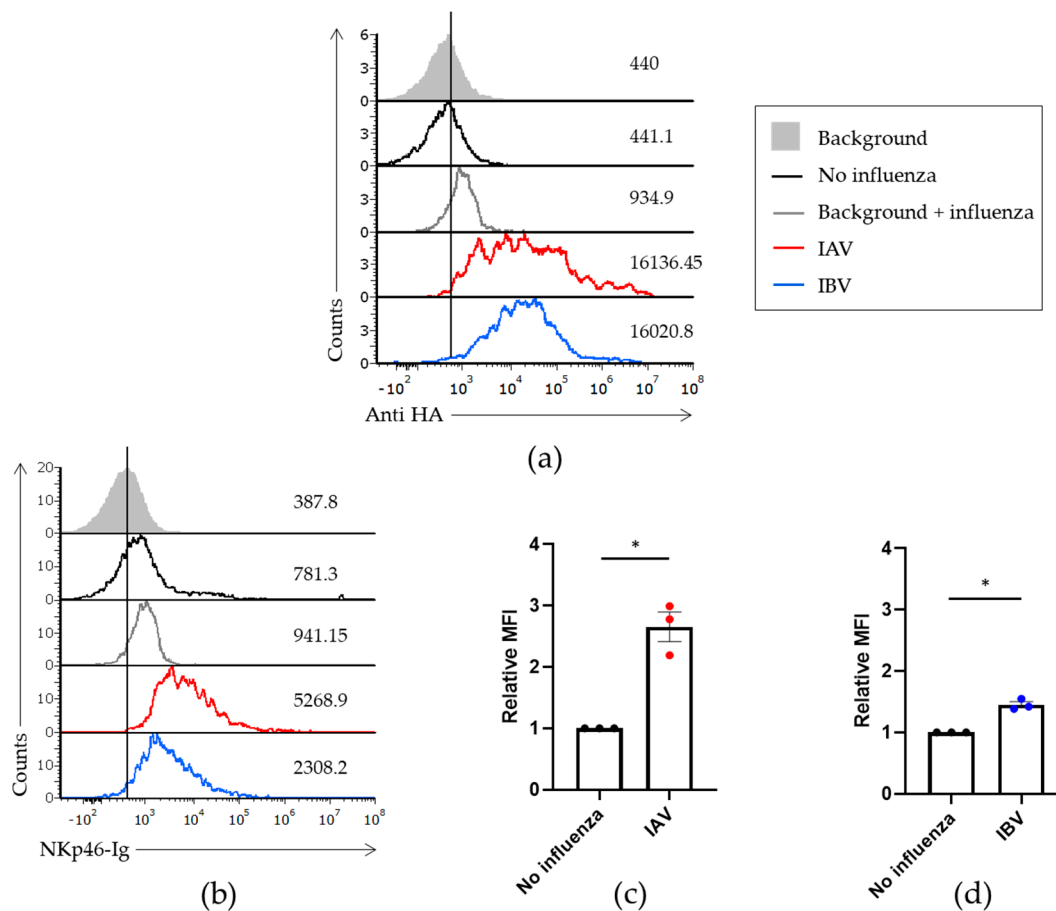 6
3
0
440
3
0
441.1
3
0
934.9
3
0
16136.45
3
0
16020.8
Counts
-10² 10³ 10⁴ 10⁵ 10⁶ 10⁷ 10⁸
Anti HA
(a)
Background
No influenza
Background + influenza
IAV
IBV
20
10
0
387.8
10
0
781.3
10
0
941.15
10
0
5268.9
10
0
2308.2
Counts
-10² 10³ 10⁴ 10⁵ 10⁶ 10⁷ 10⁸
NKp46-Ig
(b)
Relative MFI
4
3
2
1
0
*
No influenza
IAV
(c)
Relative MFI
4
3
2
1
0
*
No influenza
IBV
(d)